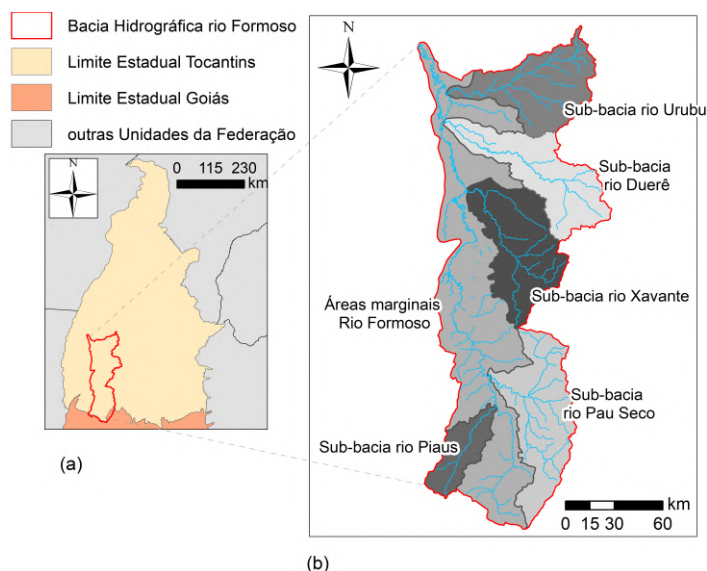 Bacia Hidrográfica rio Formoso
Limite Estadual Tocantins
Limite Estadual Goiás
outras Unidades da Federação
N
0 115 230
km
(a)
N
Sub-bacia rio Urubu
Sub-bacia
rio Duerê
Sub-bacia rio Xavante
Áreas marginais
Rio Formoso
Sub-bacia
rio Pau Seco
Sub-bacia rio Piaus
km
0 15 30 60
(b)